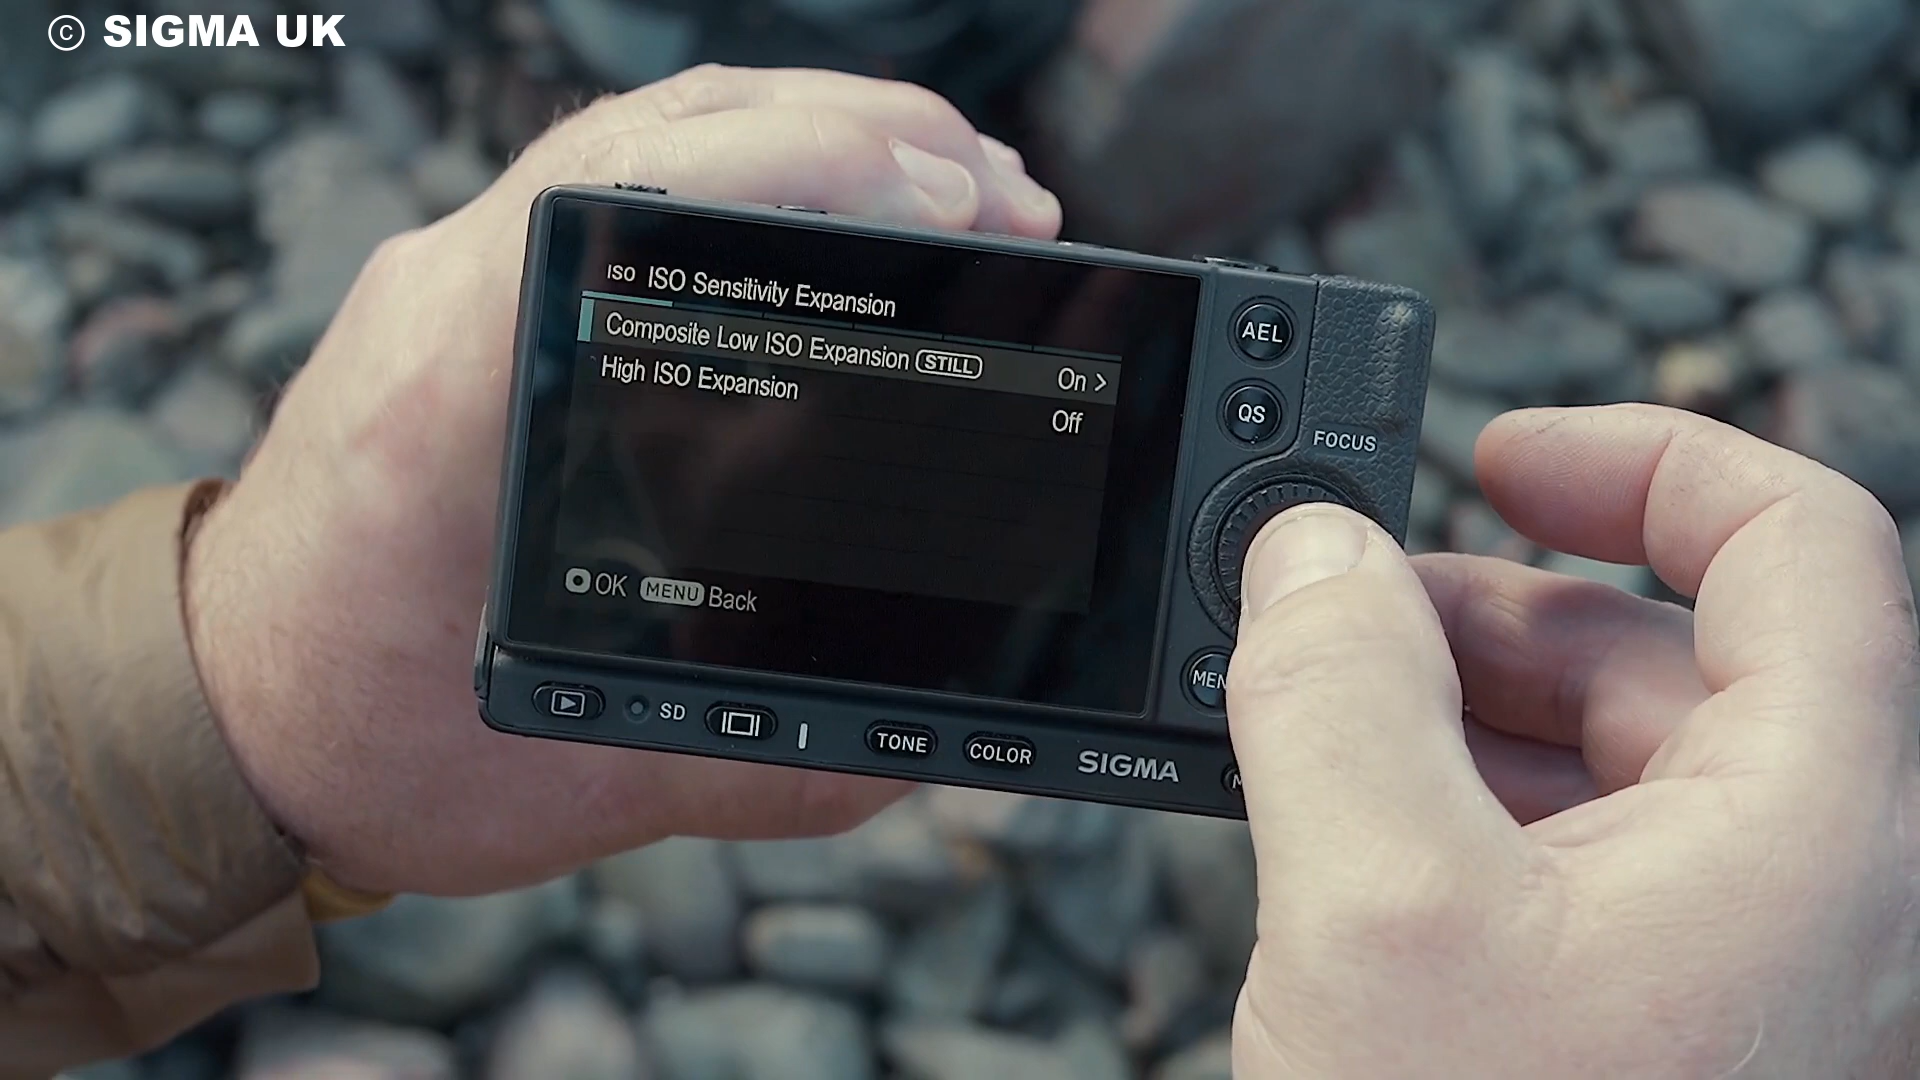 © SIGMA UK
ISO ISO Sensitivity Expansion
Composite Low ISO Expansion STILL On >
High ISO Expansion Off
OK MENU Back
AEL
QS
FOCUS
SD
TONE
COLOR
SIGMA